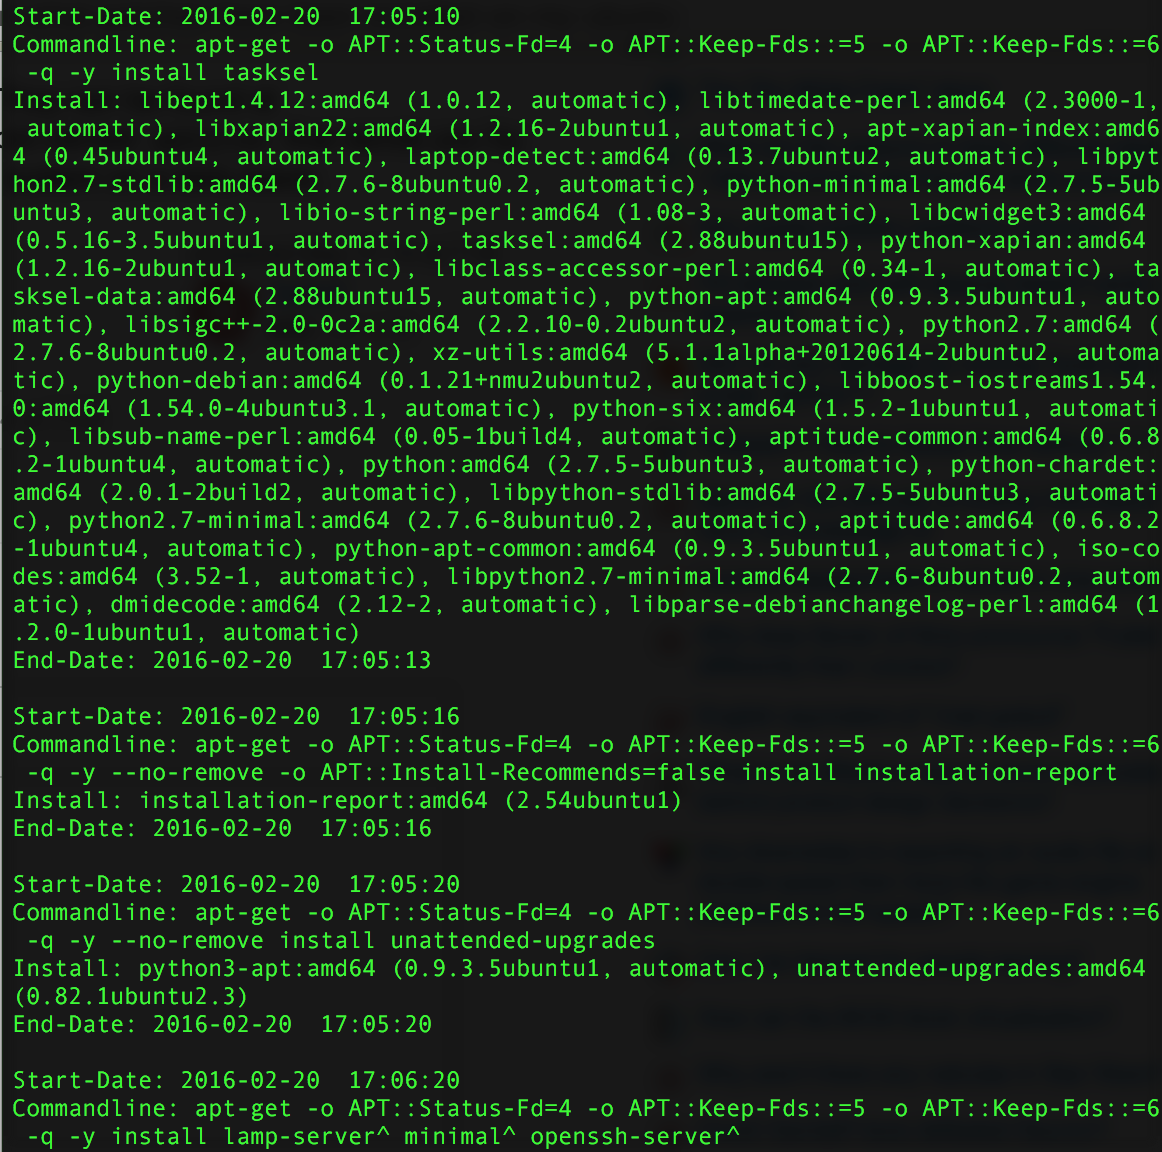 Start-Date: 2016-02-20  17:05:10
Commandline: apt-get -o APT::Status-Fd=4 -o APT::Keep-Fds::=5 -o APT::Keep-Fds::=6
 -q -y install tasksel
Install: libept1.4.12:amd64 (1.0.12, automatic), libtimedate-perl:amd64 (2.3000-1,
 automatic), libxapian22:amd64 (1.2.16-2ubuntu1, automatic), apt-xapian-index:amd6
4 (0.45ubuntu4, automatic), laptop-detect:amd64 (0.13.7ubuntu2, automatic), libpyt
hon2.7-stdlib:amd64 (2.7.6-8ubuntu0.2, automatic), python-minimal:amd64 (2.7.5-5ub
untu3, automatic), libio-string-perl:amd64 (1.08-3, automatic), libcwidget3:amd64
(0.5.16-3.5ubuntu1, automatic), tasksel:amd64 (2.88ubuntu15), python-xapian:amd64
(1.2.16-2ubuntu1, automatic), libclass-accessor-perl:amd64 (0.34-1, automatic), ta
sksel-data:amd64 (2.88ubuntu15, automatic), python-apt:amd64 (0.9.3.5ubuntu1, auto
matic), libsigc++-2.0-0c2a:amd64 (2.2.10-0.2ubuntu2, automatic), python2.7:amd64 (
2.7.6-8ubuntu0.2, automatic), xz-utils:amd64 (5.1.1alpha+20120614-2ubuntu2, automa
tic), python-debian:amd64 (0.1.21+nmu2ubuntu2, automatic), libboost-iostreams1.54.
0:amd64 (1.54.0-4ubuntu3.1, automatic), python-six:amd64 (1.5.2-1ubuntu1, automati
c), libsub-name-perl:amd64 (0.05-1build4, automatic), aptitude-common:amd64 (0.6.8
.2-1ubuntu4, automatic), python:amd64 (2.7.5-5ubuntu3, automatic), python-chardet:
amd64 (2.0.1-2build2, automatic), libpython-stdlib:amd64 (2.7.5-5ubuntu3, automati
c), python2.7-minimal:amd64 (2.7.6-8ubuntu0.2, automatic), aptitude:amd64 (0.6.8.2
-1ubuntu4, automatic), python-apt-common:amd64 (0.9.3.5ubuntu1, automatic), iso-co
des:amd64 (3.52-1, automatic), libpython2.7-minimal:amd64 (2.7.6-8ubuntu0.2, autom
atic), dmidecode:amd64 (2.12-2, automatic), libparse-debianchangelog-perl:amd64 (1
.2.0-1ubuntu1, automatic)
End-Date: 2016-02-20  17:05:13

Start-Date: 2016-02-20  17:05:16
Commandline: apt-get -o APT::Status-Fd=4 -o APT::Keep-Fds::=5 -o APT::Keep-Fds::=6
 -q -y --no-remove -o APT::Install-Recommends=false install installation-report
Install: installation-report:amd64 (2.54ubuntu1)
End-Date: 2016-02-20  17:05:16

Start-Date: 2016-02-20  17:05:20
Commandline: apt-get -o APT::Status-Fd=4 -o APT::Keep-Fds::=5 -o APT::Keep-Fds::=6
 -q -y --no-remove install unattended-upgrades
Install: python3-apt:amd64 (0.9.3.5ubuntu1, automatic), unattended-upgrades:amd64
(0.82.1ubuntu2.3)
End-Date: 2016-02-20  17:05:20

Start-Date: 2016-02-20  17:06:20
Commandline: apt-get -o APT::Status-Fd=4 -o APT::Keep-Fds::=5 -o APT::Keep-Fds::=6
 -q -y install lamp-server^ minimal^ openssh-server^